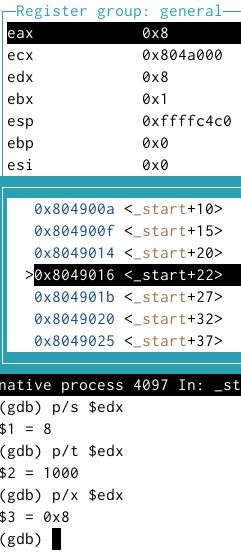 Register group: general
eax 0x8
ecx 0x804a000
edx 0x8
ebx 0x1
esp 0xffffc4c0
ebp 0x0
esi 0x0
0x804900a <_start+10>
0x804900f <_start+15>
0x8049014 <_start+20>
>0x8049016 <_start+22>
0x804901b <_start+27>
0x8049020 <_start+32>
0x8049025 <_start+37>
native process 4097 In: _st
(gdb) p/s $edx
$1 = 8
(gdb) p/t $edx
$2 = 1000
(gdb) p/x $edx
$3 = 0x8
(gdb)